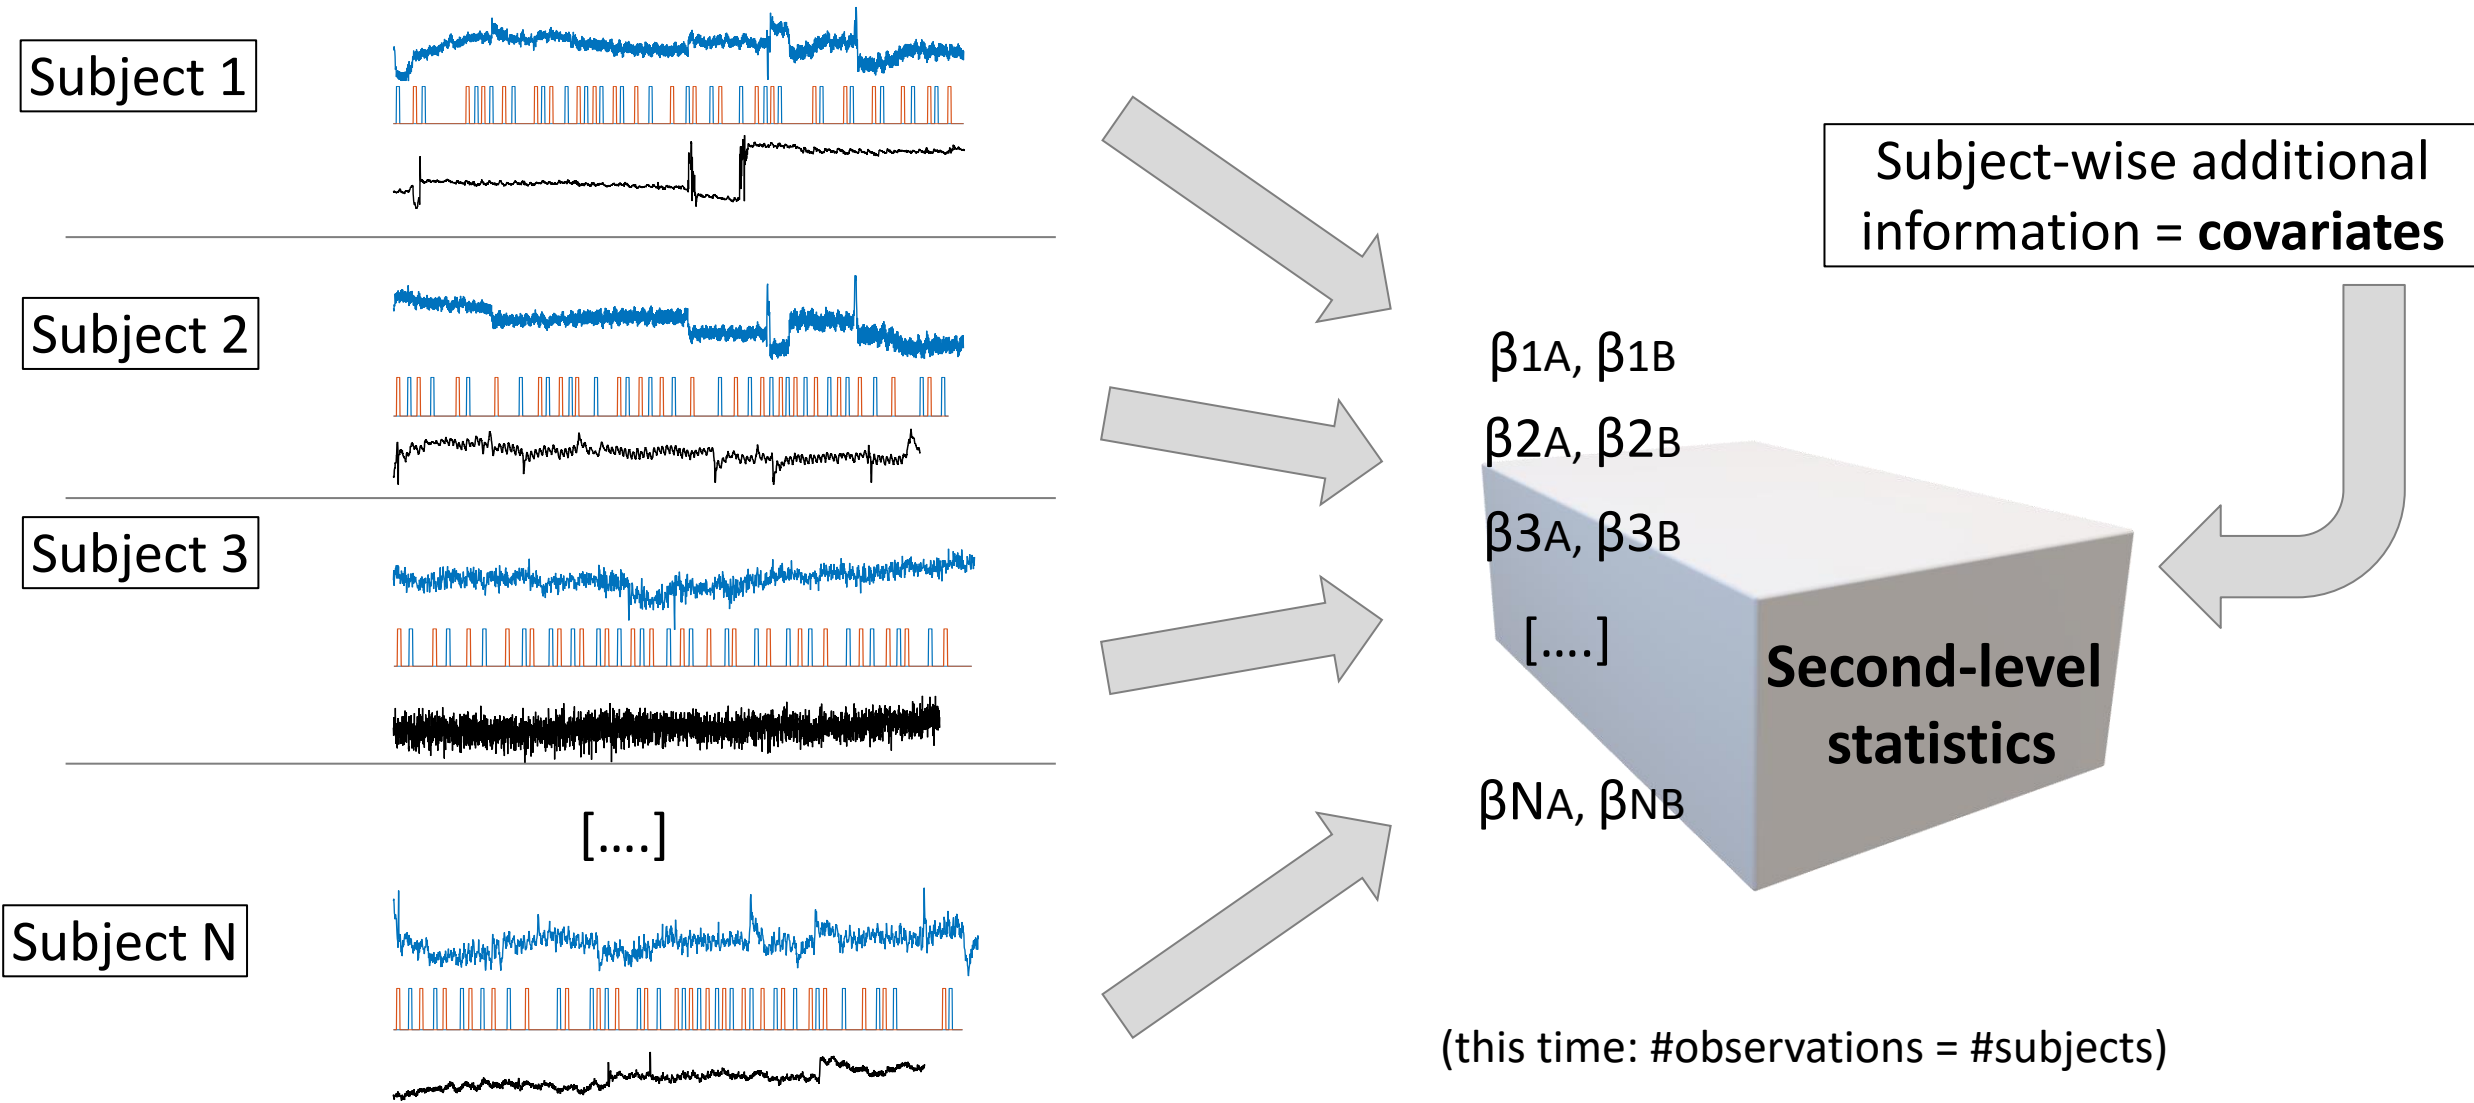 Subject 1
Subject 2
Subject 3
[....]
Subject N
β1A, β1B
β2A, β2B
β3A, β3B
[....]
βNA, βNB
Subject-wise additional
information = covariates
Second-level
statistics
(this time: #observations = #subjects)